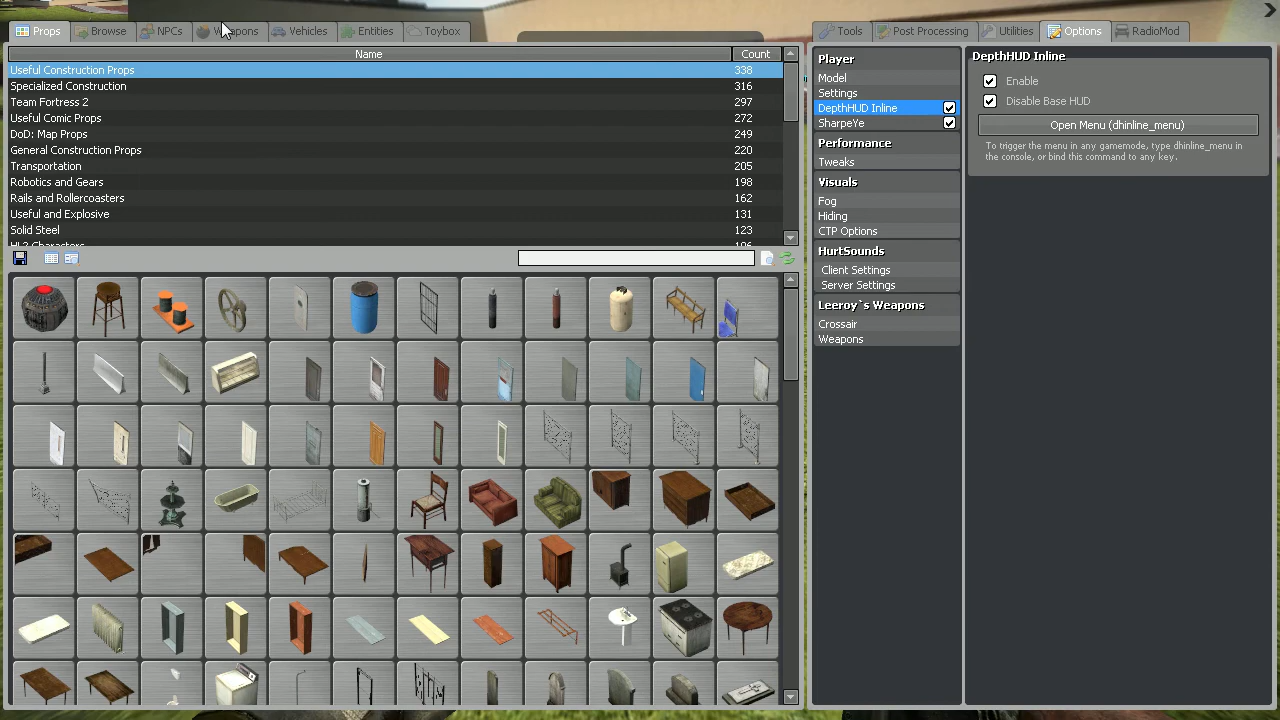 Props Browse NPCs Weapons Vehicles Entities Toybox
Name Count
Useful Construction Props 338
Specialized Construction 316
Team Fortress 2 297
Useful Comic Props 272
DoD: Map Props 249
General Construction Props 220
Transportation 205
Robotics and Gears 198
Rails and Rollercoasters 162
Useful and Explosive 131
Solid Steel 123
HL2 Characters 106
Tools Post Processing Utilities Options RadioMod
Player
Model
Settings
DepthHUD Inline
SharpeYe
Performance
Tweaks
Visuals
Fog
Hiding
CTP Options
HurtSounds
Client Settings
Server Settings
Leeroy`s Weapons
Crossair
Weapons
DepthHUD Inline
Enable
Disable Base HUD
Open Menu (dhinline_menu)
To trigger the menu in any gamemode, type dhinline_menu in
the console, or bind this command to any key.